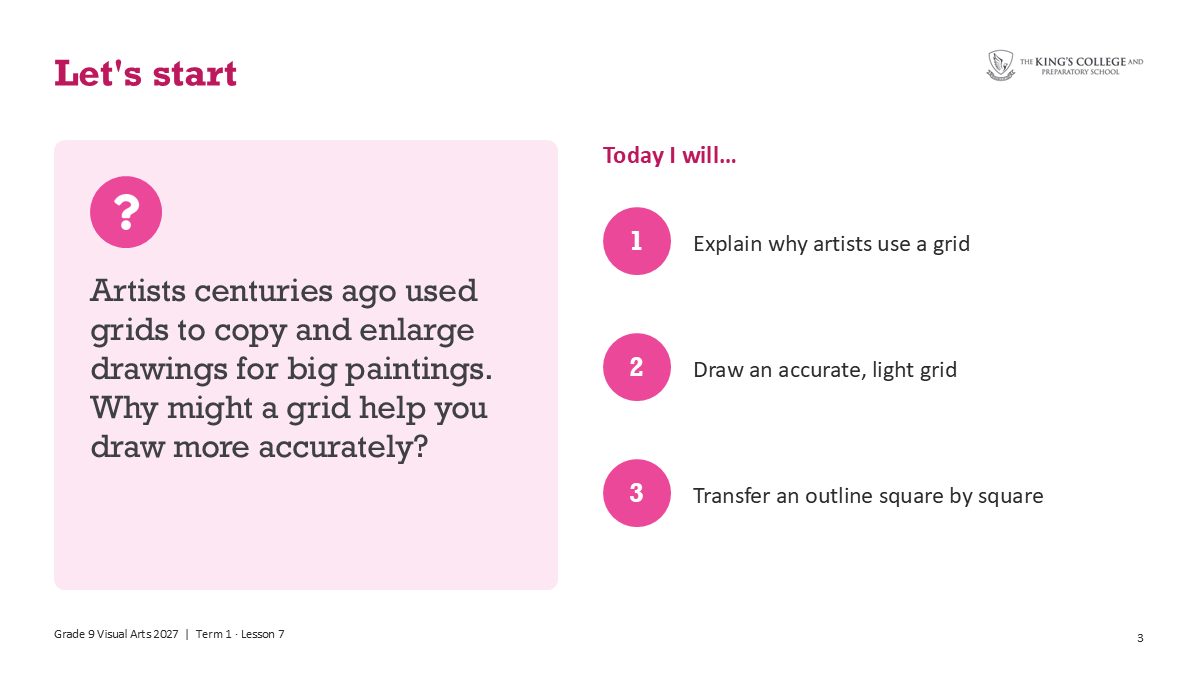 Let's start
THE KING'S COLLEGE AND
PREPARATORY SCHOOL
?
Artists centuries ago used
grids to copy and enlarge
drawings for big paintings.
Why might a grid help you
draw more accurately?
Today I will...
1
Explain why artists use a grid
2
Draw an accurate, light grid
3
Transfer an outline square by square
Grade 9 Visual Arts 2027 | Term 1 · Lesson 7
3